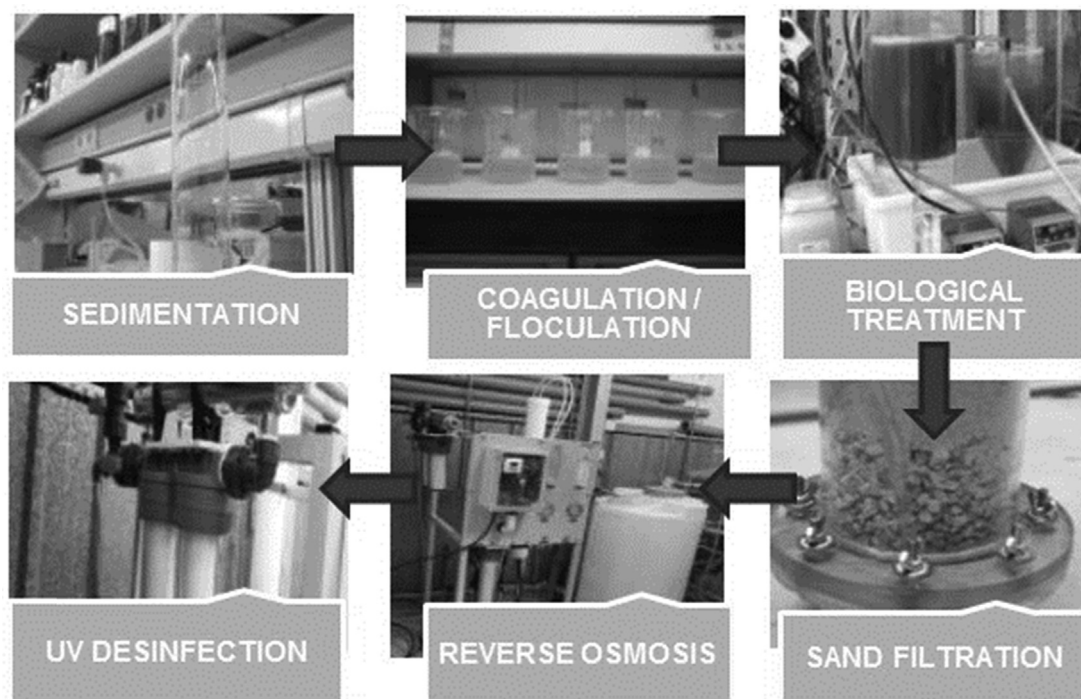 SEDIMENTATION
COAGULATION /
FLOCULATION
BIOLOGICAL
TREATMENT
UV DESINFECTION
REVERSE OSMOSIS
SAND FILTRATION